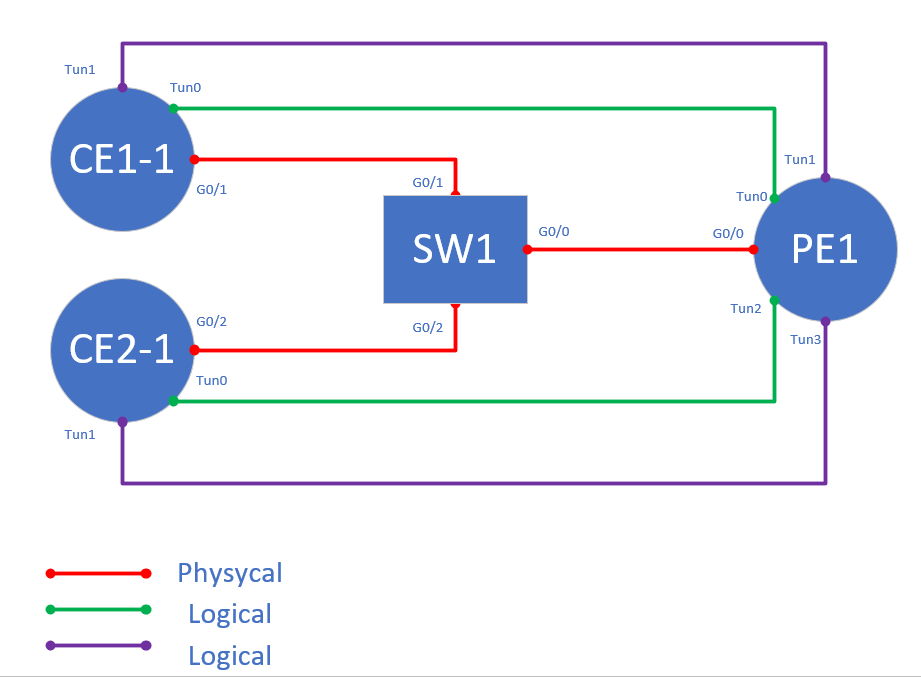 Tun1
Tun0
CE1-1
G0/1
G0/1
Tun1
Tun0
SW1
G0/0
G0/0
PE1
G0/2
G0/2
CE2-1
Tun0
Tun1
Tun2
Tun3
Physycal
Logical
Logical